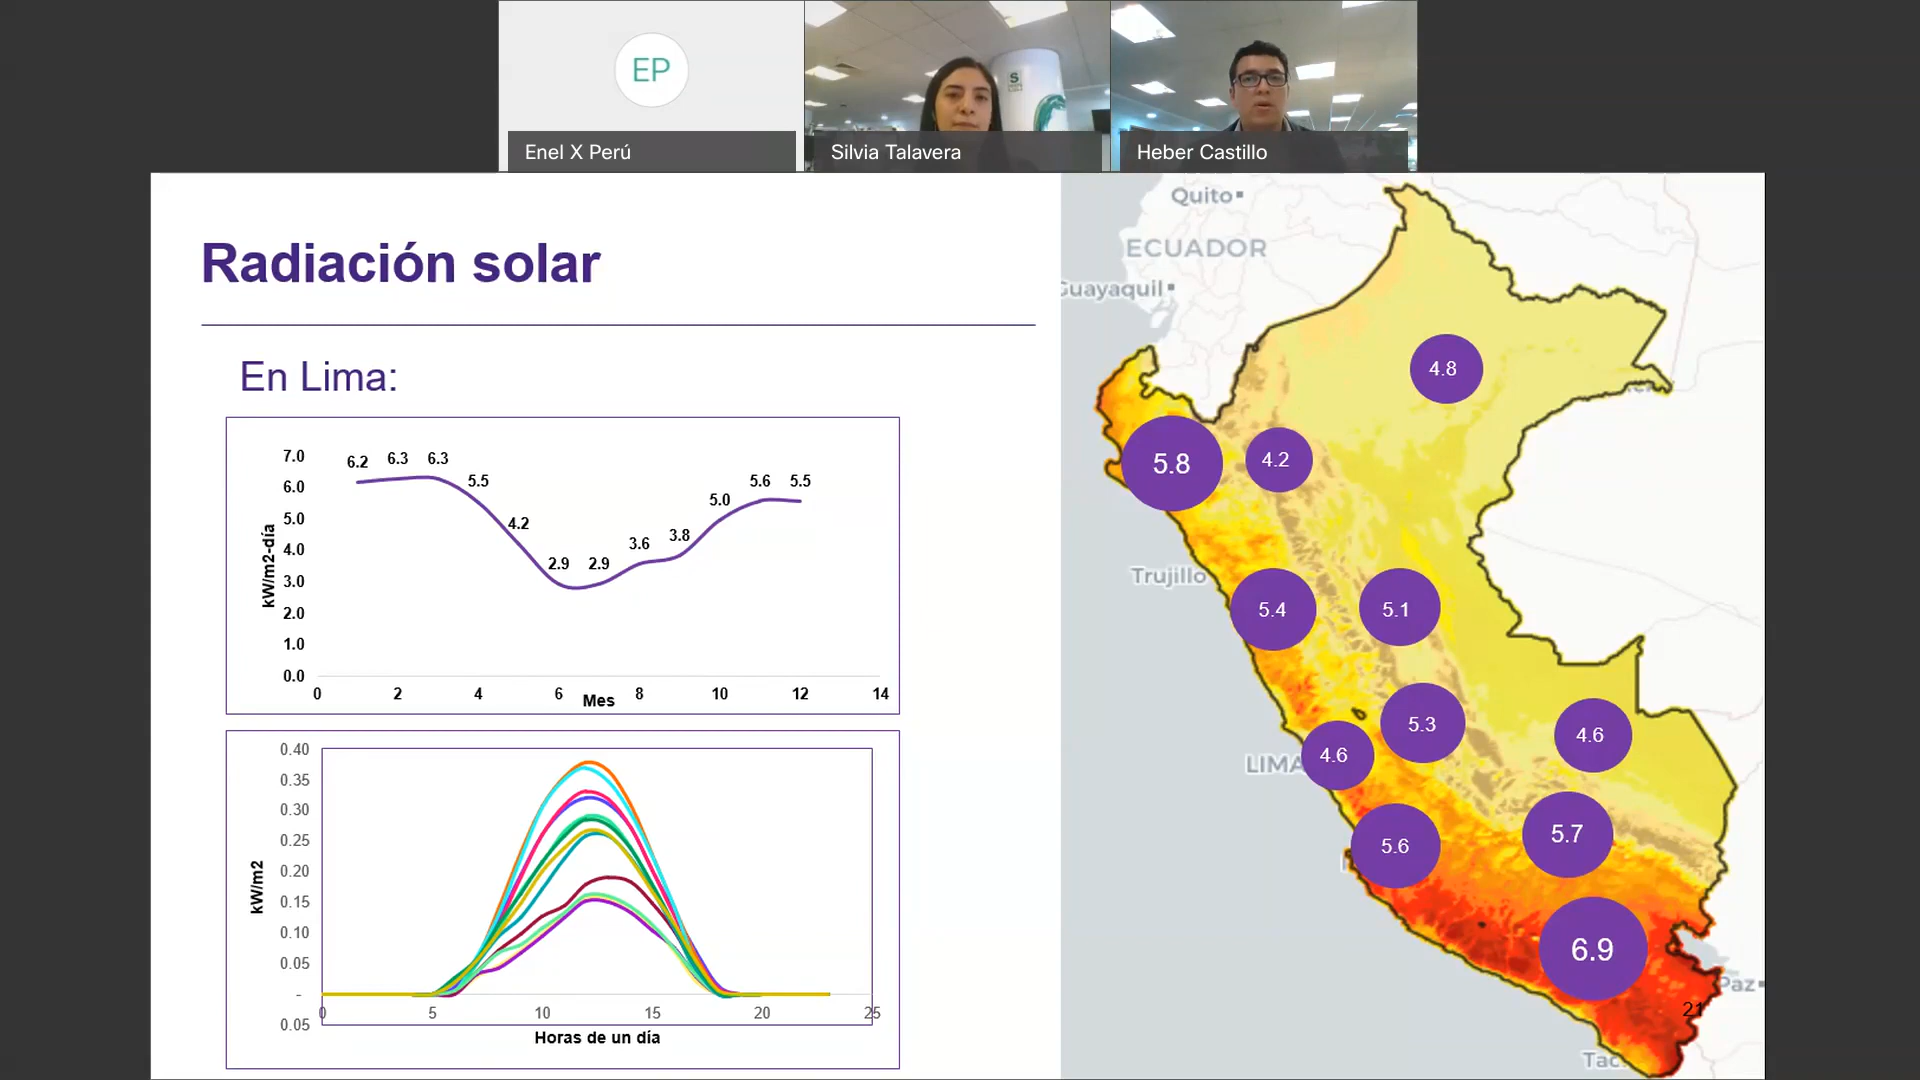 EP
Enel X Perú
Silvia Talavera
Heber Castillo
Radiación solar
En Lima:
7.0
6.0
5.0
4.0
3.0
2.0
1.0
0.0
kW/m2-día
6.2
6.3
6.3
5.5
4.2
2.9
2.9
3.6
3.8
5.0
5.6
5.5
0 2 4 6 8 10 12 14
Mes
0.40
0.35
0.30
0.25
0.20
0.15
0.10
0.05
-
0.05
kW/m2
0 5 10 15 20 25
Horas de un día
Quito
ECUADOR
Guayaquil
4.8
5.8
4.2
Trujillo
5.4
5.1
5.3
4.6
LIMA
4.6
5.6
5.7
6.9
Paz
21
Tac